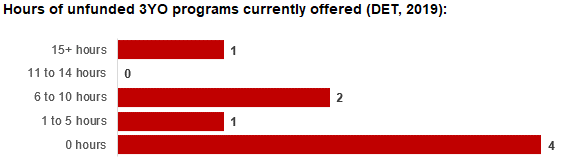 Hours of unfunded 3YO programs currently offered (DET, 2019):
15+ hours 1
11 to 14 hours 0
6 to 10 hours 2
1 to 5 hours 1
0 hours 4